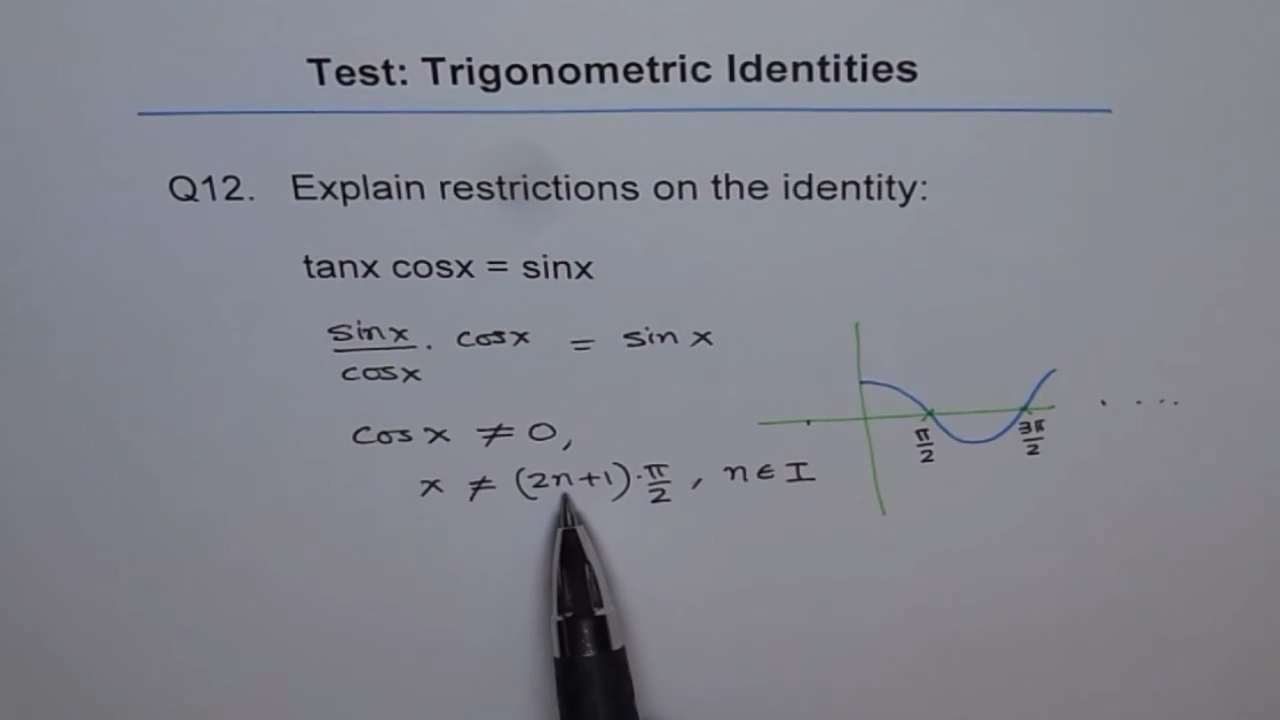 Test: Trigonometric Identities
Q12. Explain restrictions on the identity:
tanx cosx = sinx
sinx/cosx . cosx = sin x
cos x ≠ 0,
x ≠ (2n+1)·π/2 , n ∈ I
π/2
3π/2